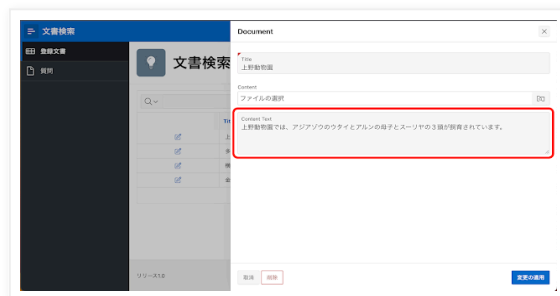 文書検索
Document
登録文書
質問
文書検索
Title
上野動物園
Content
ファイルの選択
Content Text
上野動物園では、アジアゾウのウタイとアルンの母子とスーリヤの3頭が飼育されています。
リリース1.0
取消
削除
変更の適用